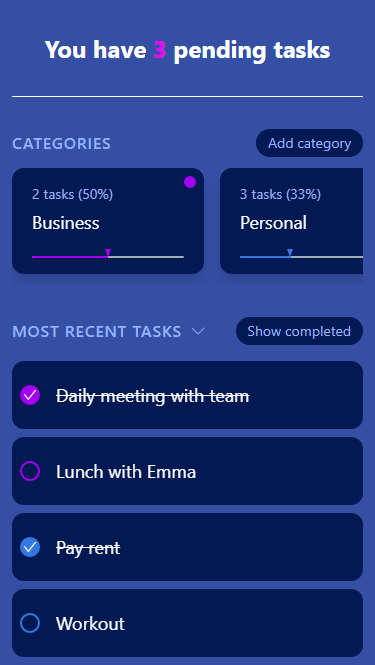 You have 3 pending tasks
CATEGORIES
Add category
2 tasks (50%)
Business
3 tasks (33%)
Personal
MOST RECENT TASKS
Show completed
Daily meeting with team
Lunch with Emma
Pay rent
Workout